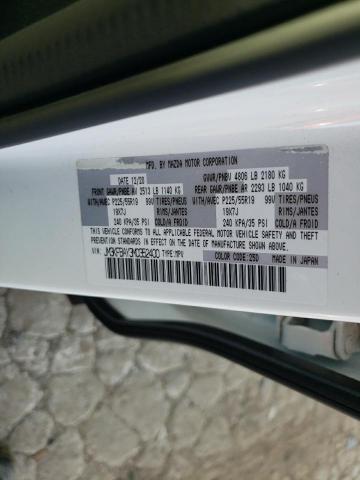 MFD. BY MAZDA MOTOR CORPORATION
DATE 12/20 GVWR/PNBV 4806 LB 2180 KG
FRONT GAWR/PNBE AV 2513 LB 1140 KG REAR GAWR/PNBE AR 2293 LB 1040 KG
WITH/AVEC P225/55R19 99V TIRES/PNEUS WITH/AVEC P225/55R19 99V TIRES/PNEUS
19X7J RIMS/JANTES 19X7J RIMS/JANTES
240 KPA/35 PSI COLD/A FROID 240 KPA/35 PSI COLD/A FROID
THIS VEHICLE CONFORMS TO ALL APPLICABLE FEDERAL MOTOR
VEHICLE SAFETY, BUMPER, AND THEFT PREVENTION STANDARDS
IN EFFECT ON THE DATE OF MANUFACTURE SHOWN ABOVE.
VIN: JM3KFBAY3M0352400 TYPE:MPV
COLOR CODE:25D MADE IN JAPAN